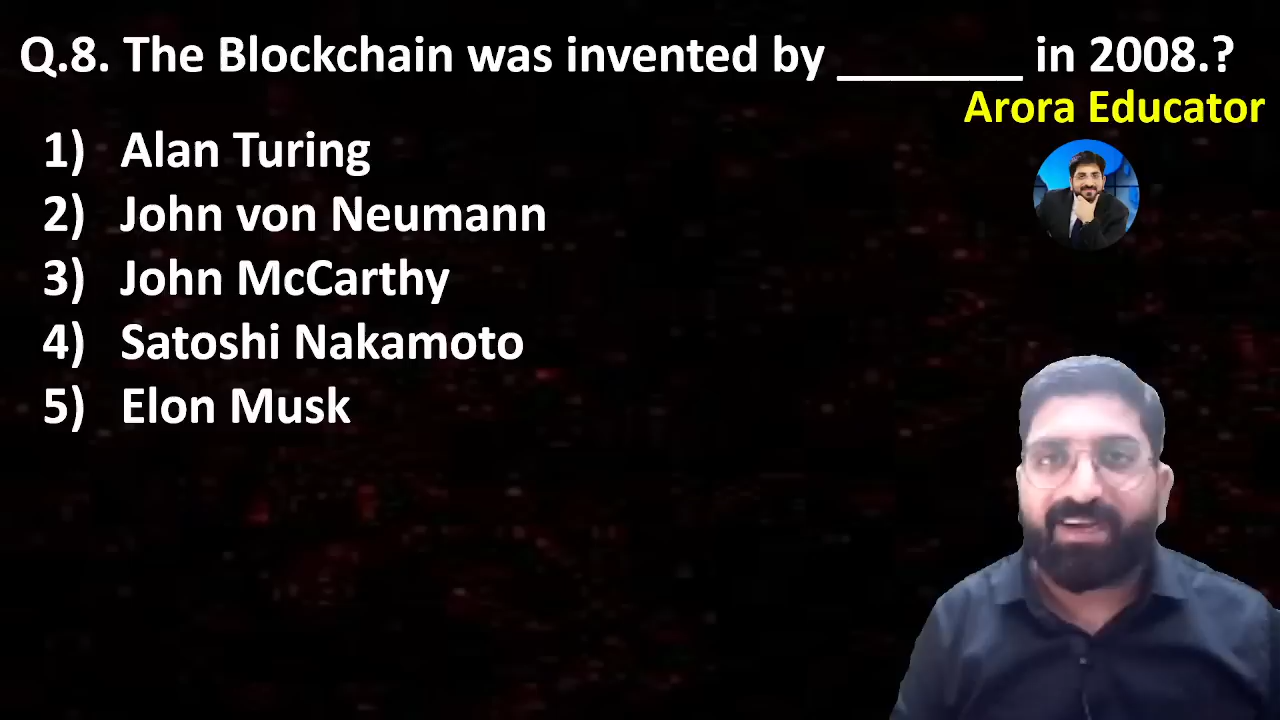 Q.8. The Blockchain was invented by _______ in 2008.?
Arora Educator
1) Alan Turing
2) John von Neumann
3) John McCarthy
4) Satoshi Nakamoto
5) Elon Musk